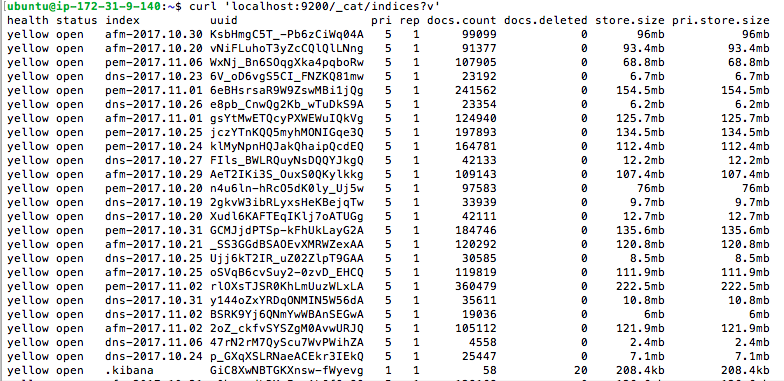 ubuntu@ip-172-31-9-140:~$ curl 'localhost:9200/_cat/indices?v'
health status index uuid pri rep docs.count docs.deleted store.size pri.store.size
yellow open afm-2017.10.30 KsbHmgC5T_-Pb6zCiWq04A 5 1 99099 0 96mb 96mb
yellow open afm-2017.10.20 vNiFLuhoT3yZcCQlQlLNng 5 1 91377 0 93.4mb 93.4mb
yellow open pem-2017.11.06 WxNj_Bn6SOqgXka4pqboRw 5 1 107905 0 68.8mb 68.8mb
yellow open dns-2017.10.23 6V_oD6vgS5CI_FNZKQ81mw 5 1 23192 0 6.7mb 6.7mb
yellow open pem-2017.11.01 6eBHsrsaR9W9ZswMBi1jQg 5 1 241562 0 154.5mb 154.5mb
yellow open dns-2017.10.26 e8pb_CnwQg2Kb_wTuDkS9A 5 1 23354 0 6.2mb 6.2mb
yellow open afm-2017.11.01 gsYtMwETQcyPXWEWuIQkVg 5 1 124940 0 125.7mb 125.7mb
yellow open pem-2017.10.25 jczYTnKQQ5myhMONIGqe3Q 5 1 197893 0 134.5mb 134.5mb
yellow open pem-2017.10.24 klMyNpnHQJakQhaipQcdEQ 5 1 164781 0 112.4mb 112.4mb
yellow open dns-2017.10.27 FIls_BWLRQuyNsDQQYJkgQ 5 1 42133 0 12.2mb 12.2mb
yellow open afm-2017.10.29 AeT2IKi3S_OuxS0QKylkkg 5 1 109143 0 107.4mb 107.4mb
yellow open pem-2017.10.20 n4u6ln-hRcO5dK0ly_Uj5w 5 1 97583 0 76mb 76mb
yellow open dns-2017.10.19 2gkvW3ibRLyxsHeKBejqTw 5 1 33939 0 9.7mb 9.7mb
yellow open dns-2017.10.20 Xudl6KAFTEqIKlj7oATUGg 5 1 42111 0 12.7mb 12.7mb
yellow open pem-2017.10.31 GCMJjdPTSp-kFhUkLayG2A 5 1 184746 0 135.6mb 135.6mb
yellow open afm-2017.10.21 _SS3GGdBSAOEvXMRWZexAA 5 1 120292 0 120.8mb 120.8mb
yellow open dns-2017.10.25 Ujj6kT2IR_uZ02ZlpT9GAA 5 1 30585 0 8.5mb 8.5mb
yellow open afm-2017.10.25 oSVqB6cvSuy2-0zvD_EHCQ 5 1 119819 0 111.9mb 111.9mb
yellow open pem-2017.11.02 rlOXsTJSR0KhLmUuzWLxLA 5 1 360479 0 222.5mb 222.5mb
yellow open dns-2017.10.31 y144oZxYRDqONMIN5W56dA 5 1 35611 0 10.8mb 10.8mb
yellow open dns-2017.11.02 BSRK9Yj6QNmYwWBAnSEGwA 5 1 19036 0 6mb 6mb
yellow open afm-2017.11.02 2oZ_ckfvSYSZgM0AvwURJQ 5 1 105112 0 121.9mb 121.9mb
yellow open dns-2017.11.06 47rN2rM7QyScu7WvPWihZA 5 1 4558 0 2.4mb 2.4mb
yellow open dns-2017.10.24 p_GXqXSLRNaeACEkr3IEkQ 5 1 25447 0 7.1mb 7.1mb
yellow open .kibana GiC8XwNBTGKXnsw-fWyevg 1 1 58 20 208.4kb 208.4kb